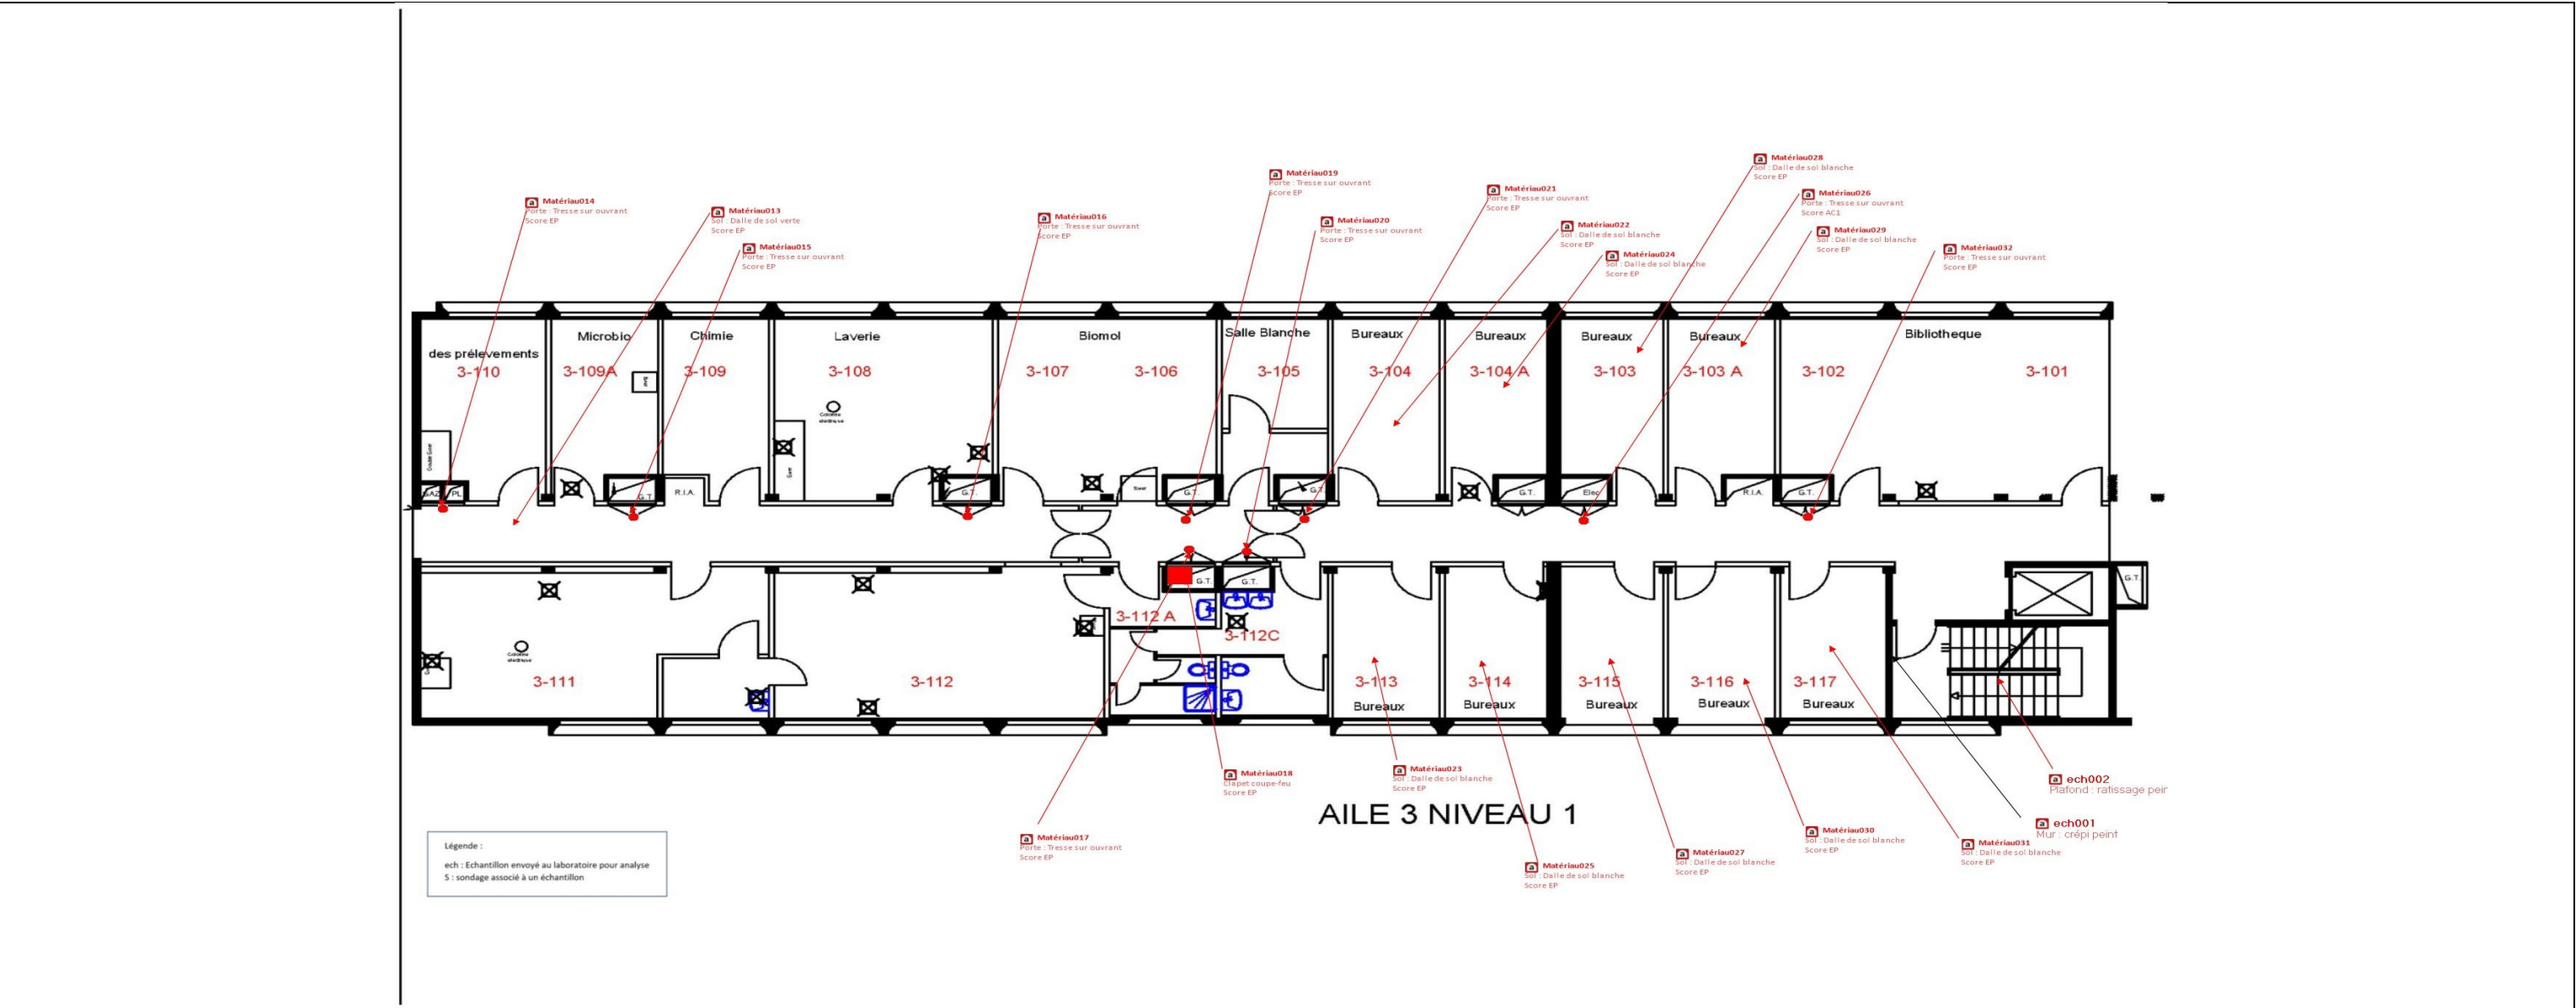 a Matériau028
Sol : Dalle de sol blanche
Score EP
a Matériau019
Porte : Tresse sur ouvrant
Score EP
a Matériau021
Porte : Tresse sur ouvrant
Score EP
a Matériau026
Porte : Tresse sur ouvrant
Score AC1
a Matériau014
Porte : Tresse sur ouvrant
Score EP
a Matériau013
Sol : Dalle de sol verte
Score EP
a Matériau016
Porte : Tresse sur ouvrant
Score EP
a Matériau020
Porte : Tresse sur ouvrant
Score EP
a Matériau022
Sol : Dalle de sol blanche
Score EP
a Matériau029
Sol : Dalle de sol blanche
Score EP
a Matériau015
Porte : Tresse sur ouvrant
Score EP
a Matériau024
Sol : Dalle de sol blanche
Score EP
a Matériau032
Porte : Tresse sur ouvrant
Score EP
des prélevements
3-110
Microbio
3-109A
Chimie
3-109
Laverie
3-108
Biomol
3-107
3-106
Salle Blanche
3-105
Bureaux
3-104
Bureaux
3-104 A
Bureaux
3-103
Bureaux
3-103 A
Bibliotheque
3-102
3-101
Colonne
électrique
GAZ
PL
G.T.
R.I.A.
G.T.
G.T.
G.T.
G.T.
Elec
R.I.A.
G.T.
G.T.
G.T.
G.T.
3-112 A
3-112C
Colonne
électrique
3-111
3-112
3-113
Bureaux
3-114
Bureaux
3-115
Bureaux
3-116
Bureaux
3-117
Bureaux
a Matériau018
Clapet coupe-feu
Score EP
a Matériau023
Sol : Dalle de sol blanche
Score EP
a ech002
Plafond : ratissage peir
AILE 3 NIVEAU 1
a ech001
Mur : crépi peint
a Matériau017
Porte : Tresse sur ouvrant
Score EP
a Matériau030
Sol : Dalle de sol blanche
Score EP
a Matériau031
Sol : Dalle de sol blanche
Score EP
a Matériau027
Sol : Dalle de sol blanche
Score EP
a Matériau025
Sol : Dalle de sol blanche
Score EP
Légende :
ech : Echantillon envoyé au laboratoire pour analyse
S : sondage associé à un échantillon